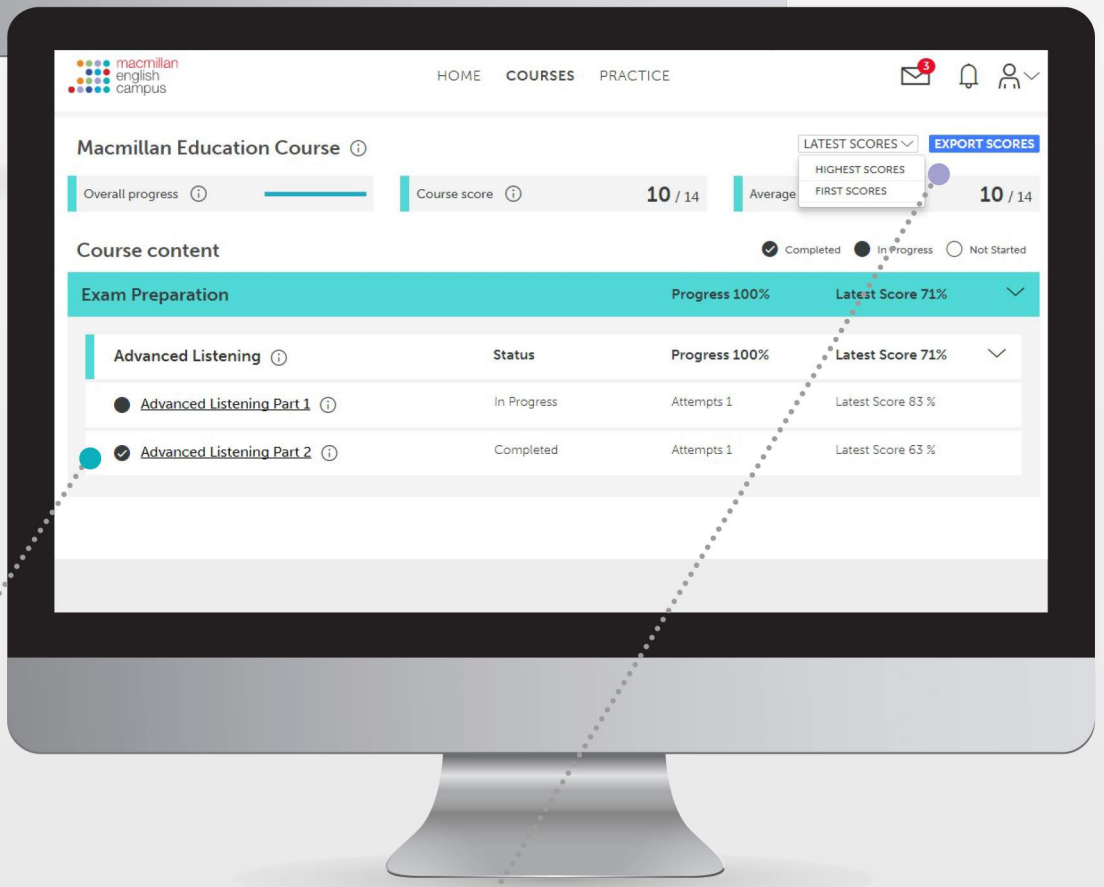 macmillan
english
campus
HOME COURSES PRACTICE
3
Macmillan Education Course
LATEST SCORES
EXPORT SCORES
HIGHEST SCORES
FIRST SCORES
Overall progress
Course score 10 / 14
Average 10 / 14
Course content
Completed In Progress Not Started
Exam Preparation Progress 100% Latest Score 71%
Advanced Listening Status Progress 100% Latest Score 71%
Advanced Listening Part 1 In Progress Attempts 1 Latest Score 83 %
Advanced Listening Part 2 Completed Attempts 1 Latest Score 63 %